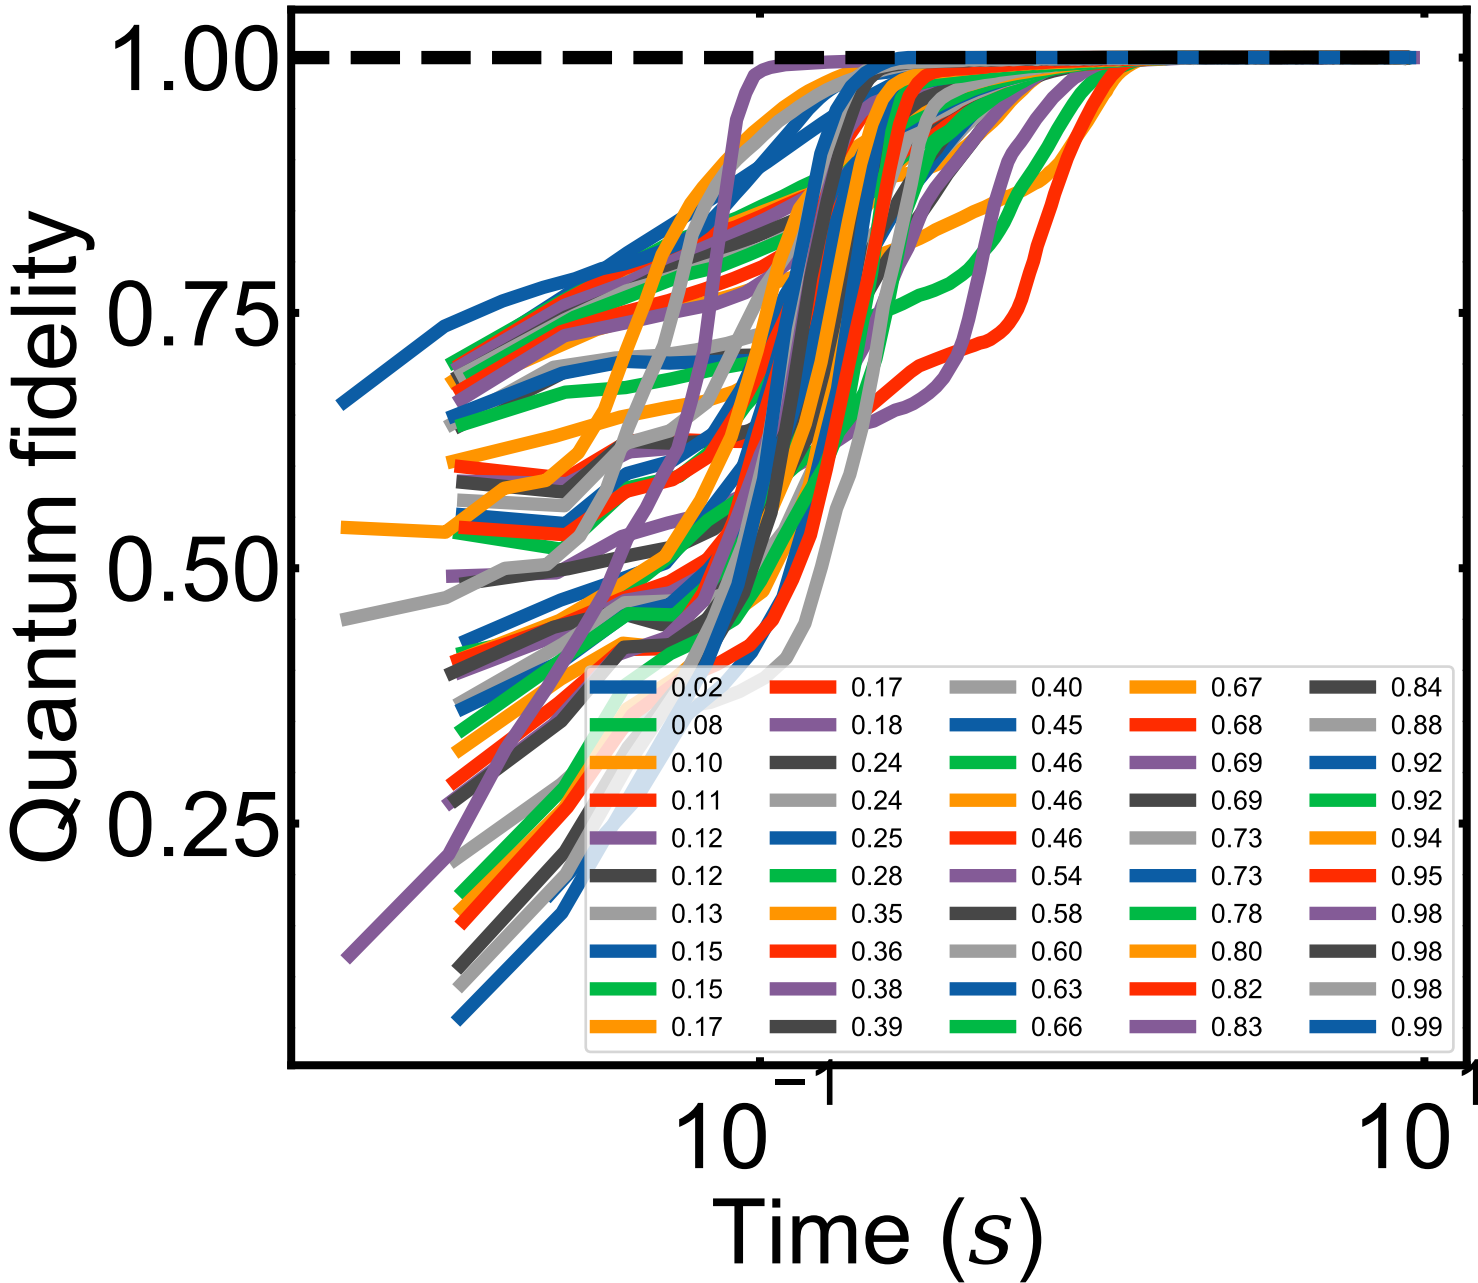 1.00
0.75
0.50
0.25
Quantum fidelity
0.02 0.17 0.40 0.67 0.84
0.08 0.18 0.45 0.68 0.88
0.10 0.24 0.46 0.69 0.92
0.11 0.24 0.46 0.69 0.92
0.12 0.25 0.46 0.73 0.94
0.12 0.28 0.54 0.73 0.95
0.13 0.35 0.58 0.78 0.98
0.15 0.36 0.60 0.80 0.98
0.15 0.38 0.63 0.82 0.98
0.17 0.39 0.66 0.83 0.99
10⁻¹ 10¹
Time (s)